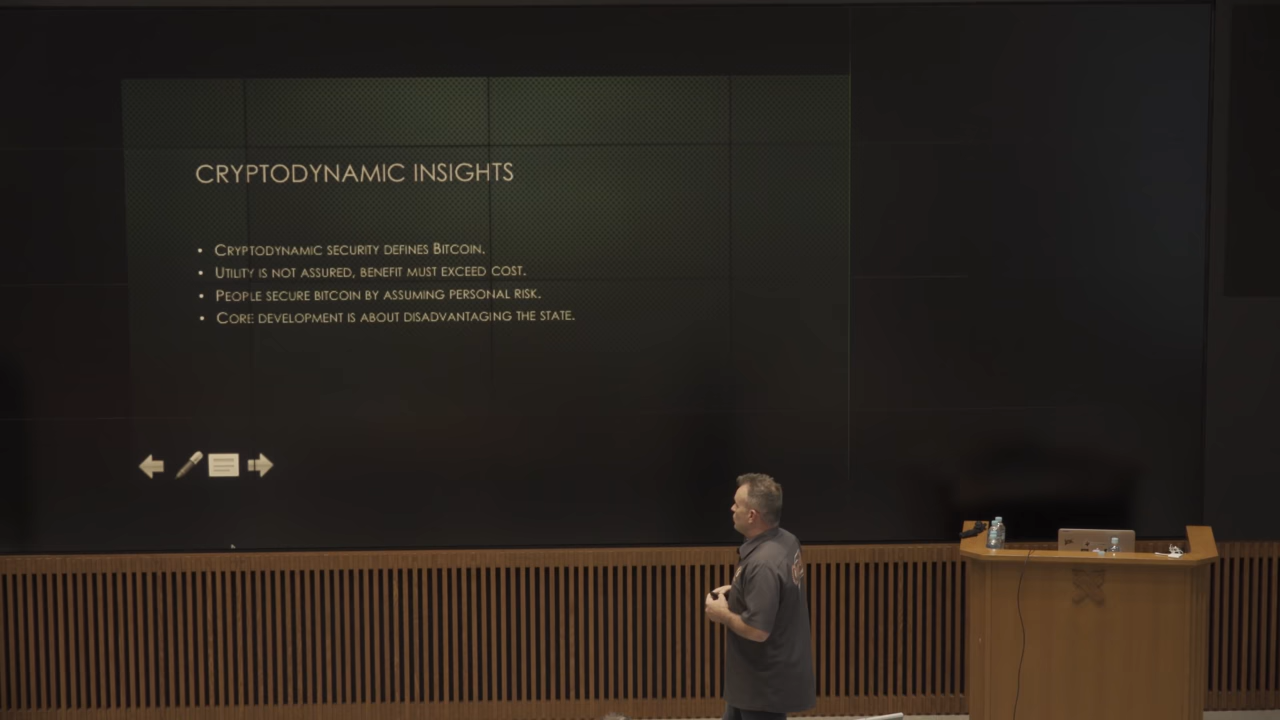 CRYPTODYNAMIC INSIGHTS
• CRYPTODYNAMIC SECURITY DEFINES BITCOIN.
• UTILITY IS NOT ASSURED, BENEFIT MUST EXCEED COST.
• PEOPLE SECURE BITCOIN BY ASSUMING PERSONAL RISK.
• CORE DEVELOPMENT IS ABOUT DISADVANTAGING THE STATE.